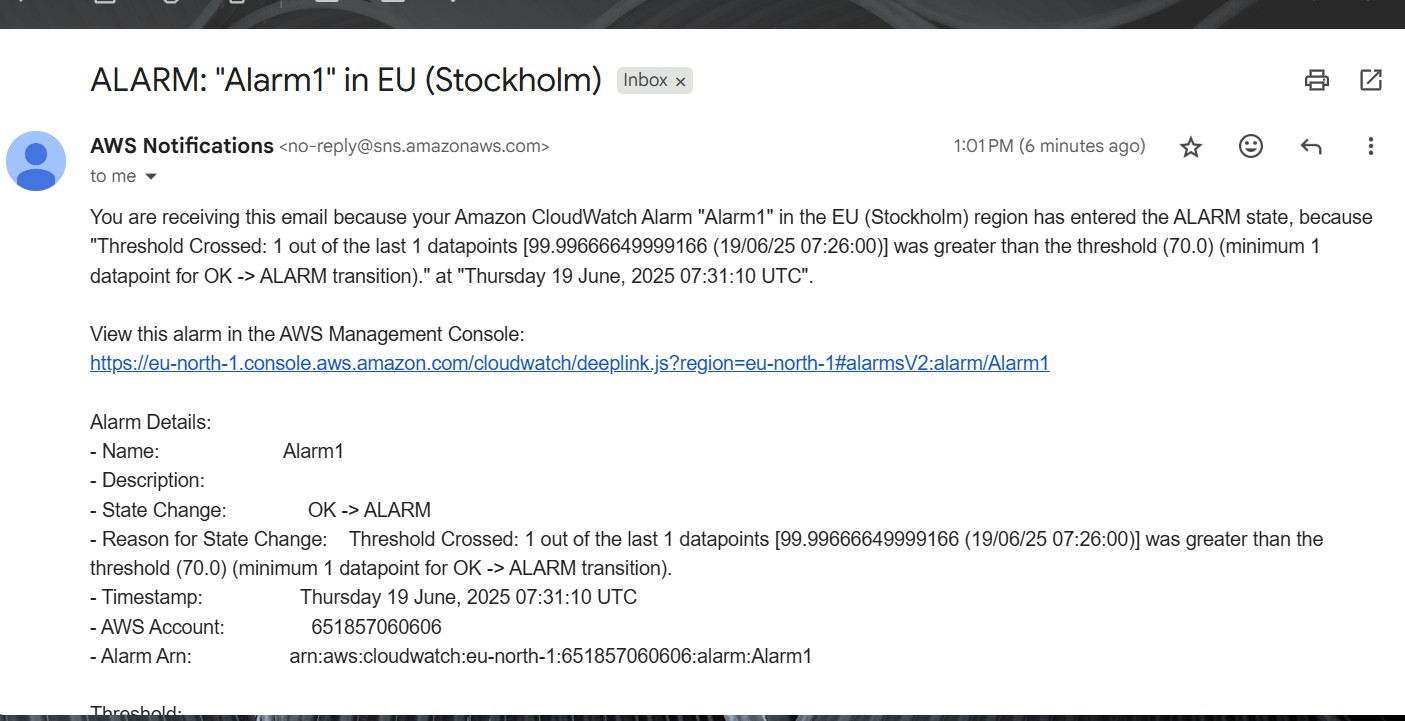 ALARM: "Alarm1" in EU (Stockholm) Inbox ×
AWS Notifications <no-reply@sns.amazonaws.com> 1:01 PM (6 minutes ago)
to me
You are receiving this email because your Amazon CloudWatch Alarm "Alarm1" in the EU (Stockholm) region has entered the ALARM state, because
"Threshold Crossed: 1 out of the last 1 datapoints [99.99666649999166 (19/06/25 07:26:00)] was greater than the threshold (70.0) (minimum 1
datapoint for OK -> ALARM transition)." at "Thursday 19 June, 2025 07:31:10 UTC".
View this alarm in the AWS Management Console:
https://eu-north-1.console.aws.amazon.com/cloudwatch/deeplink.js?region=eu-north-1#alarmsV2:alarm/Alarm1
Alarm Details:
- Name: Alarm1
- Description:
- State Change: OK -> ALARM
- Reason for State Change: Threshold Crossed: 1 out of the last 1 datapoints [99.99666649999166 (19/06/25 07:26:00)] was greater than the
threshold (70.0) (minimum 1 datapoint for OK -> ALARM transition).
- Timestamp: Thursday 19 June, 2025 07:31:10 UTC
- AWS Account: 651857060606
- Alarm Arn: arn:aws:cloudwatch:eu-north-1:651857060606:alarm:Alarm1
Threshold: